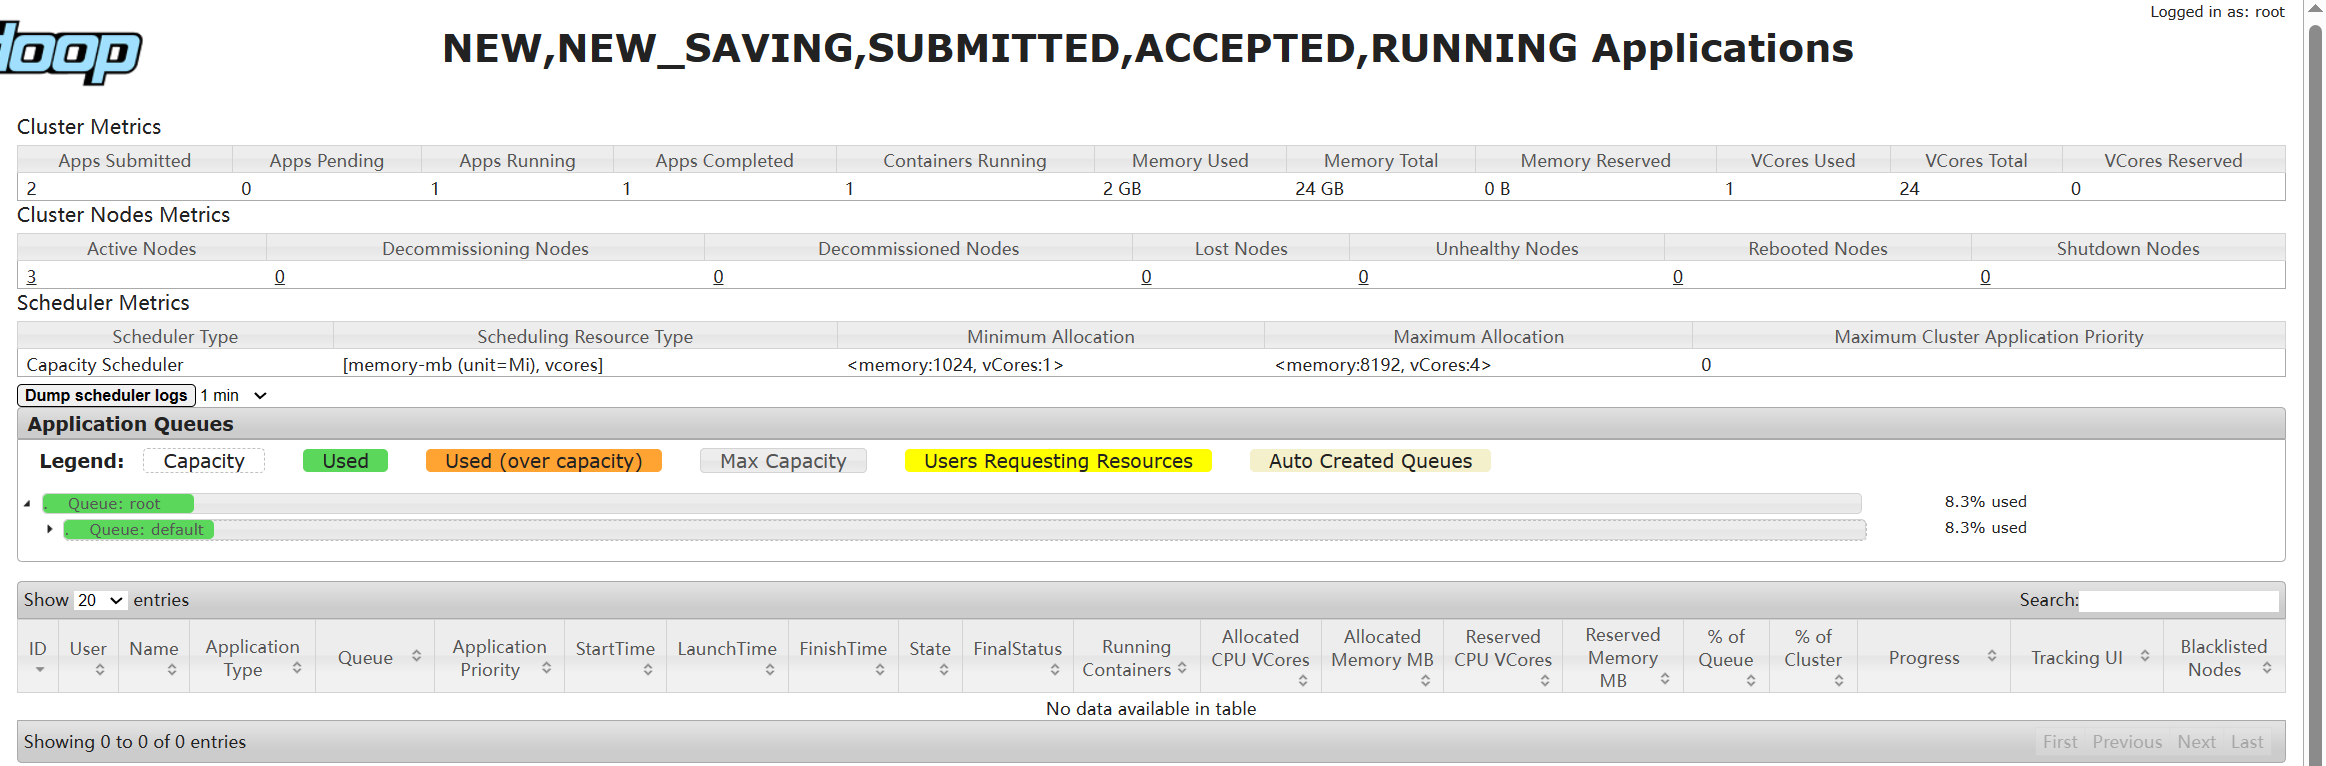 Logged in as: root
doop
NEW,NEW_SAVING,SUBMITTED,ACCEPTED,RUNNING Applications
Cluster Metrics
Apps Submitted Apps Pending Apps Running Apps Completed Containers Running Memory Used Memory Total Memory Reserved VCores Used VCores Total VCores Reserved
2 0 1 1 1 2 GB 24 GB 0 B 1 24 0
Cluster Nodes Metrics
Active Nodes Decommissioning Nodes Decommissioned Nodes Lost Nodes Unhealthy Nodes Rebooted Nodes Shutdown Nodes
3 0 0 0 0 0 0
Scheduler Metrics
Scheduler Type Scheduling Resource Type Minimum Allocation Maximum Allocation Maximum Cluster Application Priority
Capacity Scheduler [memory-mb (unit=Mi), vcores] <memory:1024, vCores:1> <memory:8192, vCores:4> 0
Dump scheduler logs 1 min
Application Queues
Legend: Capacity Used Used (over capacity) Max Capacity Users Requesting Resources Auto Created Queues
. Queue: root 8.3% used
. Queue: default 8.3% used
Show 20 entries Search:
ID User Name Application Type Queue Application Priority StartTime LaunchTime FinishTime State FinalStatus Running Containers Allocated CPU VCores Allocated Memory MB Reserved CPU VCores Reserved Memory MB % of Queue % of Cluster Progress Tracking UI Blacklisted Nodes
No data available in table
Showing 0 to 0 of 0 entries First Previous Next Last